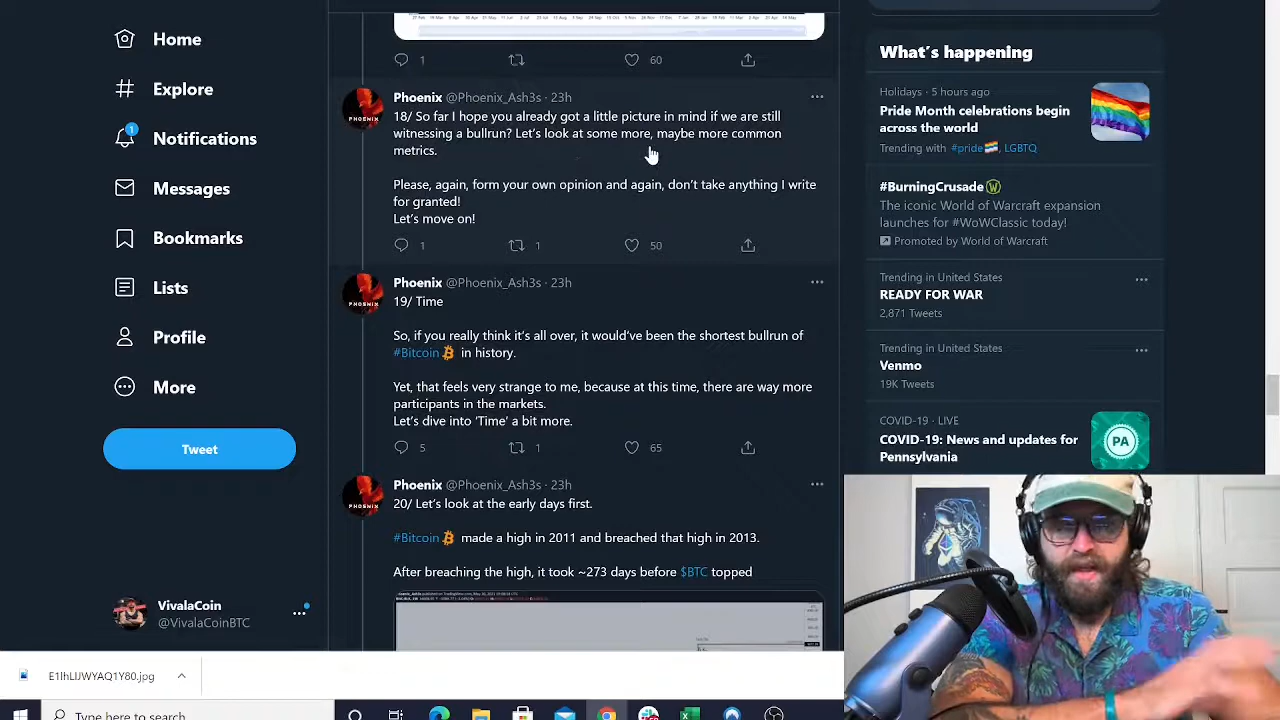 Home
Explore
1
Notifications
Messages
Bookmarks
Lists
Profile
More
Tweet
VivalaCoin
@VivalaCoinBTC
1
60
Phoenix @Phoenix_Ash3s · 23h
18/ So far I hope you already got a little picture in mind if we are still
witnessing a bullrun? Let's look at some more, maybe more common
metrics.
Please, again, form your own opinion and again, don't take anything I write
for granted!
Let's move on!
1
1
50
PHOENIX
Phoenix @Phoenix_Ash3s · 23h
19/ Time
So, if you really think it's all over, it would've been the shortest bullrun of
#Bitcoin in history.
Yet, that feels very strange to me, because at this time, there are way more
participants in the markets.
Let's dive into 'Time' a bit more.
5
1
65
PHOENIX
Phoenix @Phoenix_Ash3s · 23h
20/ Let's look at the early days first.
#Bitcoin made a high in 2011 and breached that high in 2013.
After breaching the high, it took ~273 days before $BTC topped
PHOENIX
What's happening
Holidays · 5 hours ago
Pride Month celebrations begin
across the world
Trending with #pride, LGBTQ
#BurningCrusade
The iconic World of Warcraft expansion
launches for #WoWClassic today!
Promoted by World of Warcraft
Trending in United States
READY FOR WAR
2,871 Tweets
Trending in United States
Venmo
19K Tweets
COVID-19 · LIVE
COVID-19: News and updates for
Pennsylvania
PA
E1IhLIJWYAQ1Y80.jpg
Type here to search